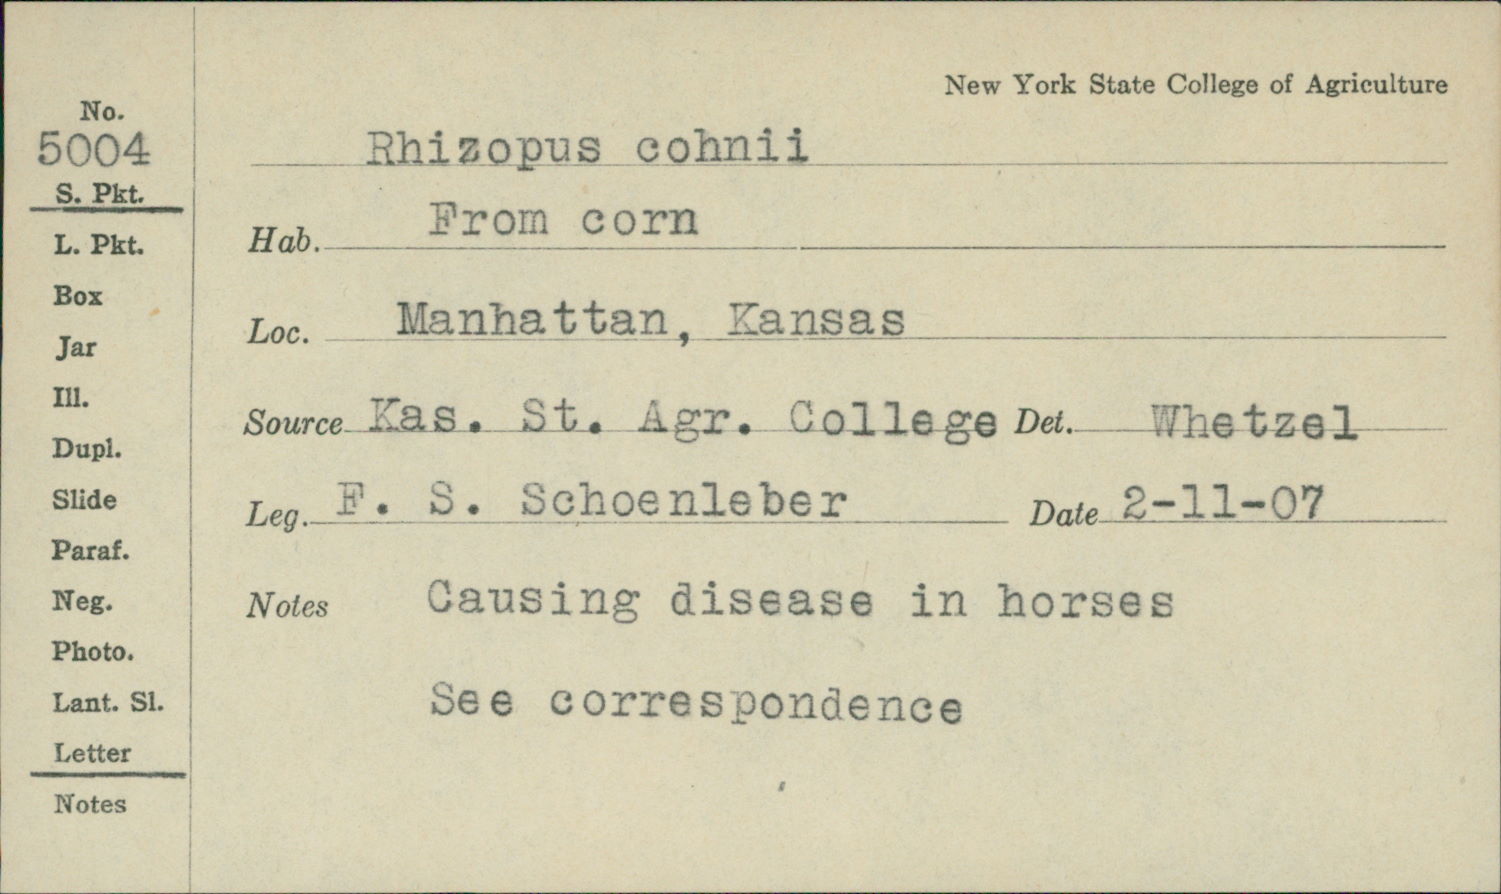 New York State College of Agriculture
No.
5004
S. Pkt.
L. Pkt.
Box
Jar
Ill.
Dupl.
Slide
Paraf.
Neg.
Photo.
Lant. Sl.
Letter
Notes
Rhizopus cohnii
Hab. From corn
Loc. Manhattan, Kansas
Source Kas. St. Agr. College Det. Whetzel
Leg. F. S. Schoenleber Date 2-11-07
Notes Causing disease in horses
See correspondence